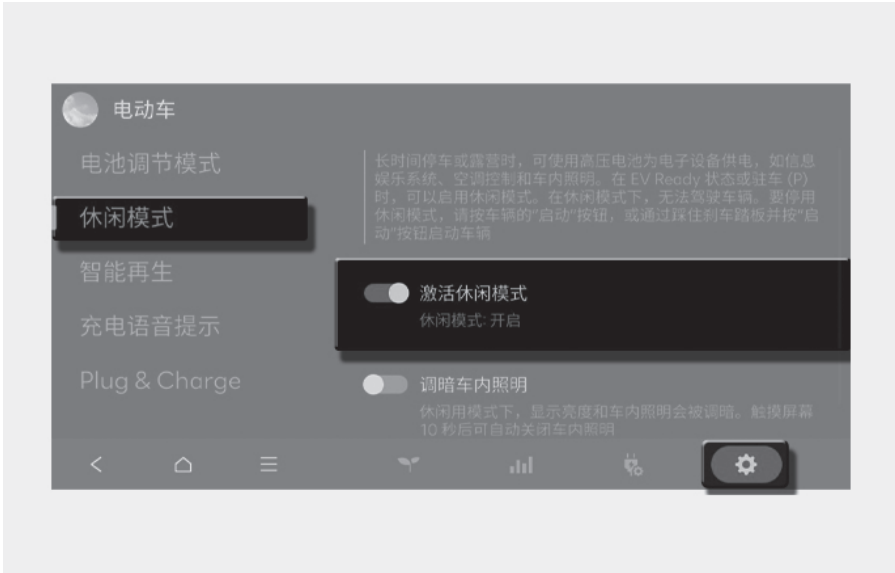 电动车
电池调节模式
休闲模式
智能再生
充电语音提示
Plug & Charge
长时间停车或露营时，可使用高压电池为电子设备供电，如信息
娱乐系统、空调控制和车内照明。在 EV Ready 状态或驻车 (P)
时，可以启用休闲模式。在休闲模式下，无法驾驶车辆。要停用
休闲模式，请按车辆的“启动”按钮，或通过踩住刹车踏板并按“启
动”按钮启动车辆
激活休闲模式
休闲模式: 开启
调暗车内照明
休闲用模式下，显示亮度和车内照明会被调暗。触摸屏幕
10 秒后可自动关闭车内照明